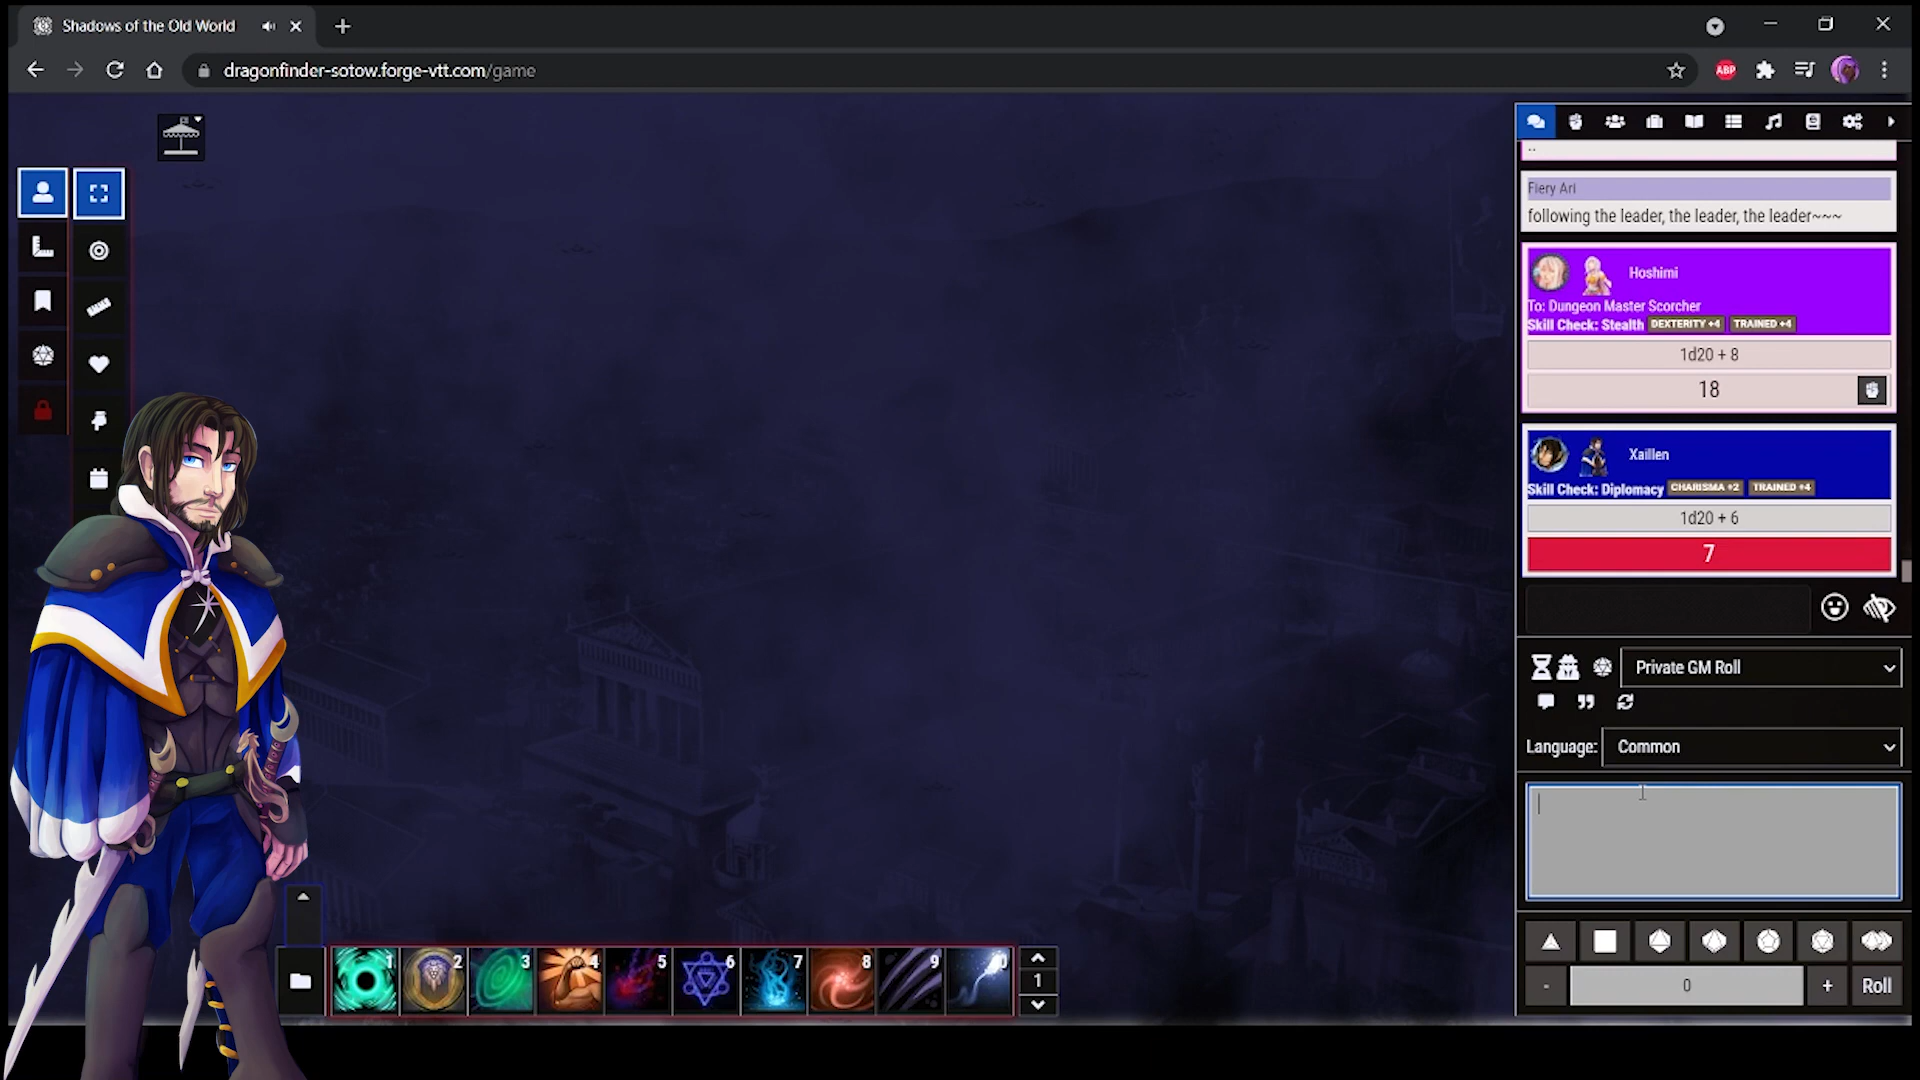 Shadows of the Old World
dragonfinder-sotow.forge-vtt.com/game
ABP
..
Fiery Ari
following the leader, the leader, the leader~~~
Hoshimi
To: Dungeon Master Scorcher
Skill Check: Stealth DEXTERITY +4 TRAINED +4
1d20 + 8
18
Xaillen
Skill Check: Diplomacy CHARISMA +2 TRAINED +4
1d20 + 6
7
Private GM Roll
Language: Common
1 2 3 4 5 6 7 8 9 0
1
- 0 + Roll